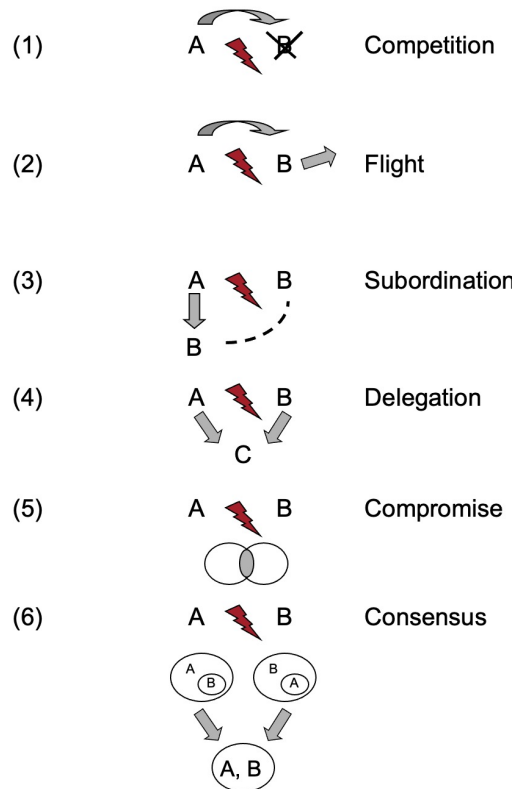 (1) A B Competition
(2) A B Flight
(3) A B Subordination
B
(4) A B Delegation
C
(5) A B Compromise
(6) A B Consensus
A B B A
A, B